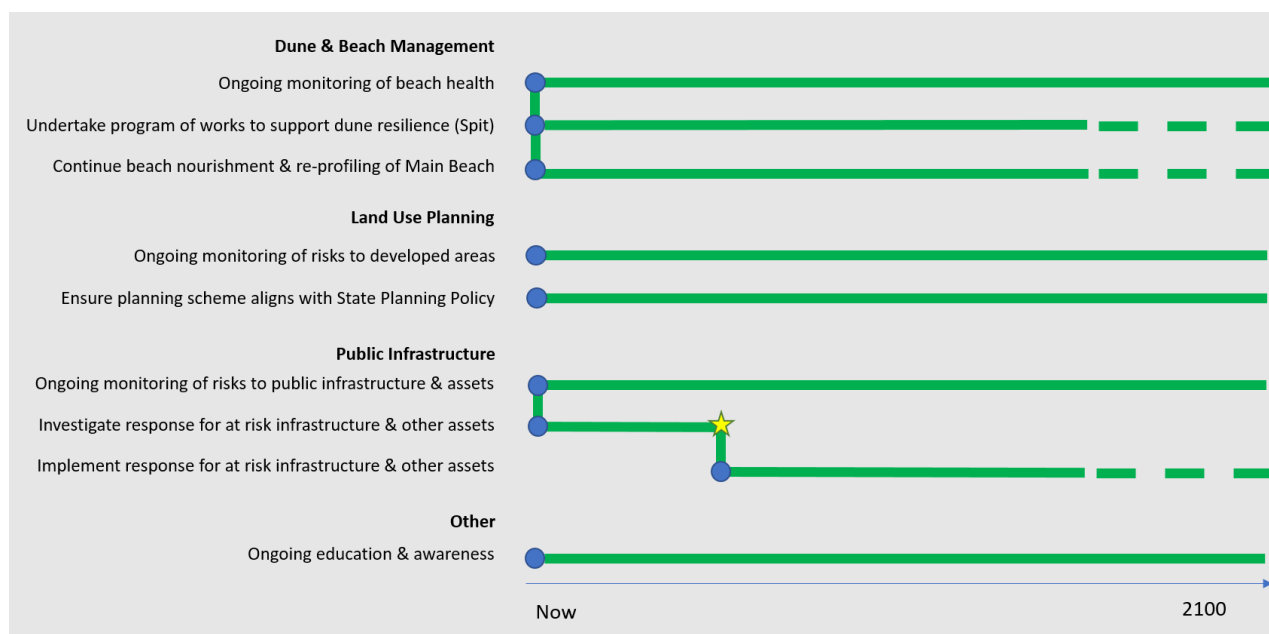 Dune & Beach Management
Ongoing monitoring of beach health
Undertake program of works to support dune resilience (Spit)
Continue beach nourishment & re-profiling of Main Beach
Land Use Planning
Ongoing monitoring of risks to developed areas
Ensure planning scheme aligns with State Planning Policy
Public Infrastructure
Ongoing monitoring of risks to public infrastructure & assets
Investigate response for at risk infrastructure & other assets
Implement response for at risk infrastructure & other assets
Other
Ongoing education & awareness
Now
2100